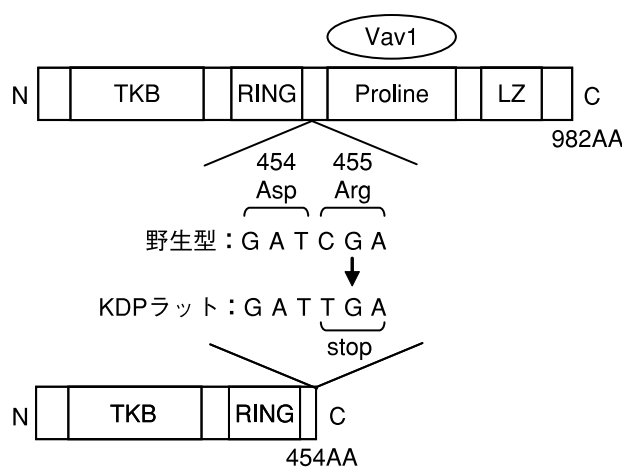 Vav1
N TKB RING Proline LZ C
982AA
454 455
Asp Arg
野生型：G A T C G A
KDPラット：G A T T G A
stop
N TKB RING C
454AA